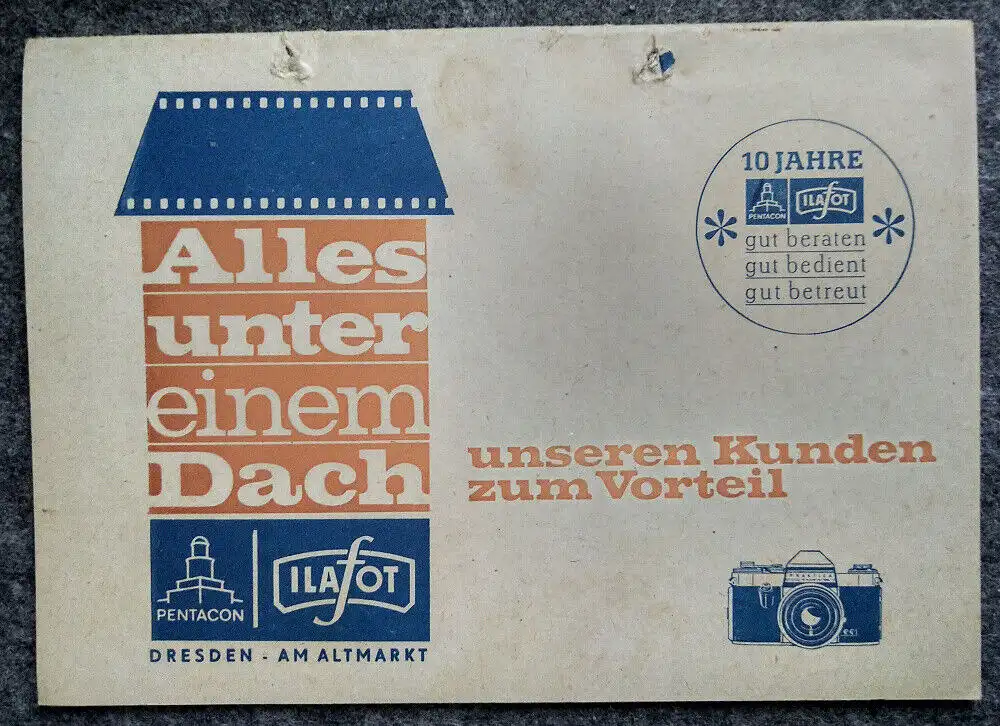 Alles
unter
einem
Dach
PENTACON
ILAfOT
DRESDEN - AM ALTMARKT
10 JAHRE
PENTACON
ILAfOT
gut beraten
gut bedient
gut betreut
unseren Kunden
zum Vorteil
PRAKTICA